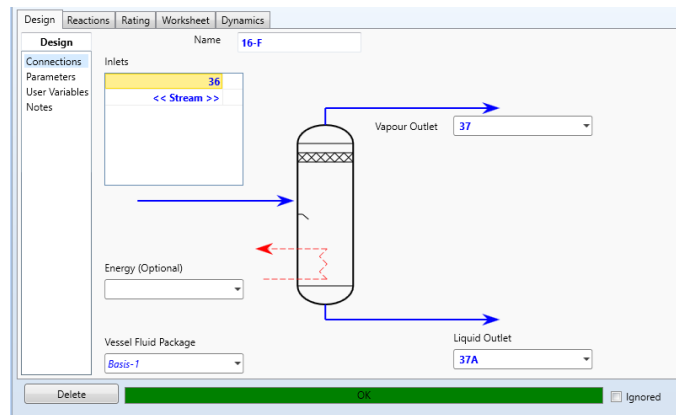 Design Reactions Rating Worksheet Dynamics
Design
Connections
Parameters
User Variables
Notes
Name 16-F
Inlets
36
<< Stream >>
Vapour Outlet 37
Energy (Optional)
Vessel Fluid Package
Basis-1
Liquid Outlet
37A
Delete OK Ignored